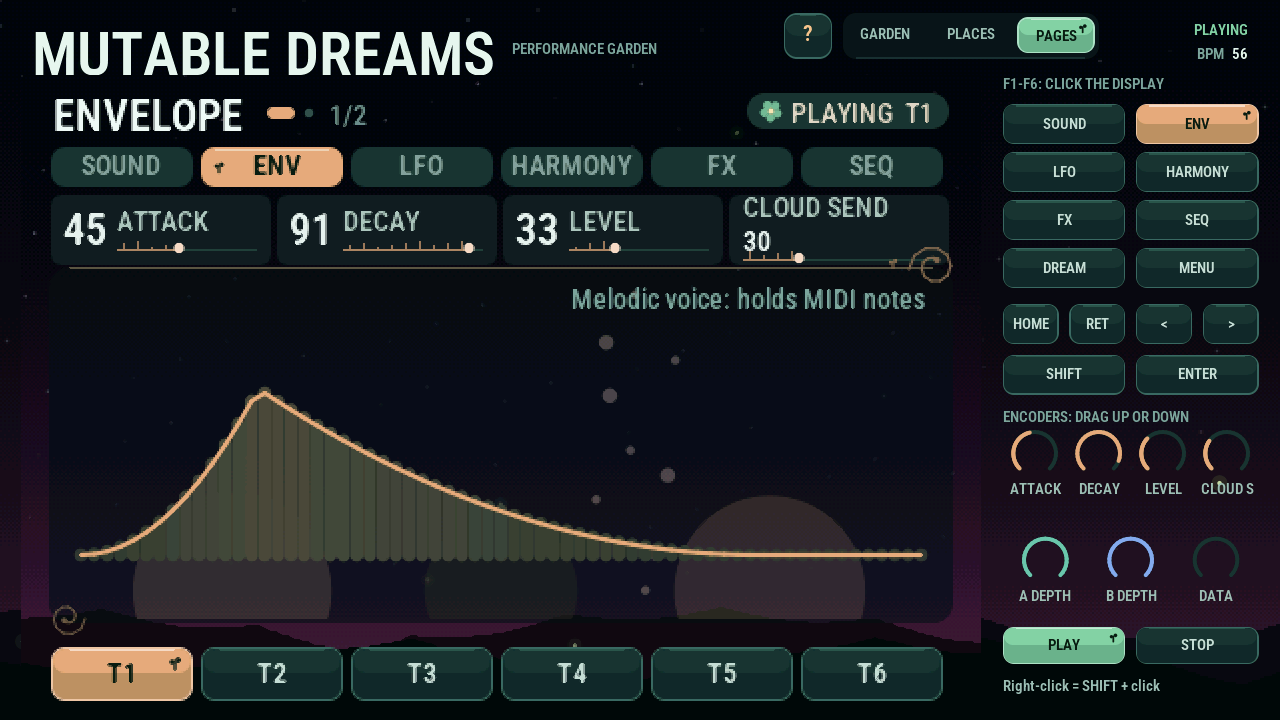 MUTABLE DREAMS
PERFORMANCE GARDEN
?
GARDEN
PLACES
PAGES
PLAYING
BPM 56
ENVELOPE
1/2
PLAYING T1
SOUND
ENV
LFO
HARMONY
FX
SEQ
45 ATTACK
91 DECAY
33 LEVEL
CLOUD SEND
30
Melodic voice: holds MIDI notes
T1
T2
T3
T4
T5
T6
F1-F6: CLICK THE DISPLAY
SOUND
ENV
LFO
HARMONY
FX
SEQ
DREAM
MENU
HOME
RET
<
>
SHIFT
ENTER
ENCODERS: DRAG UP OR DOWN
ATTACK
DECAY
LEVEL
CLOUD S
A DEPTH
B DEPTH
DATA
PLAY
STOP
Right-click = SHIFT + click